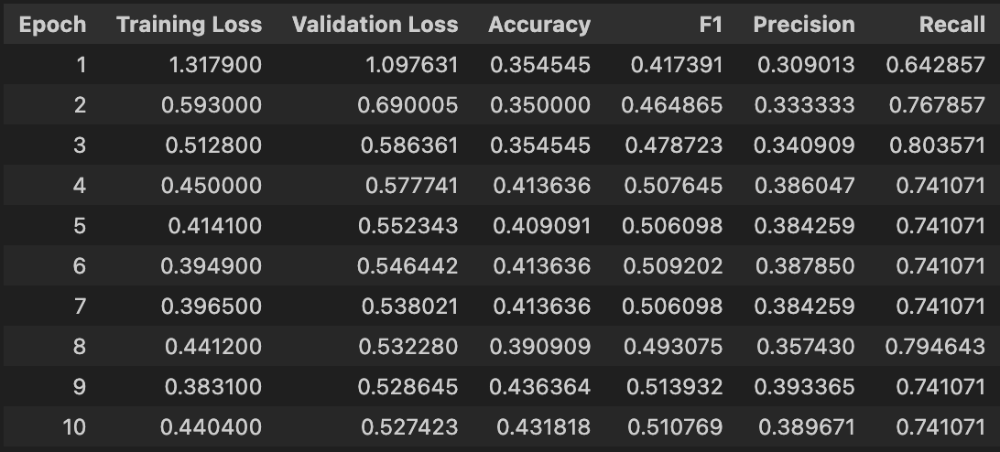 Epoch Training Loss Validation Loss Accuracy F1 Precision Recall
1 1.317900 1.097631 0.354545 0.417391 0.309013 0.642857
2 0.593000 0.690005 0.350000 0.464865 0.333333 0.767857
3 0.512800 0.586361 0.354545 0.478723 0.340909 0.803571
4 0.450000 0.577741 0.413636 0.507645 0.386047 0.741071
5 0.414100 0.552343 0.409091 0.506098 0.384259 0.741071
6 0.394900 0.546442 0.413636 0.509202 0.387850 0.741071
7 0.396500 0.538021 0.413636 0.506098 0.384259 0.741071
8 0.441200 0.532280 0.390909 0.493075 0.357430 0.794643
9 0.383100 0.528645 0.436364 0.513932 0.393365 0.741071
10 0.440400 0.527423 0.431818 0.510769 0.389671 0.741071